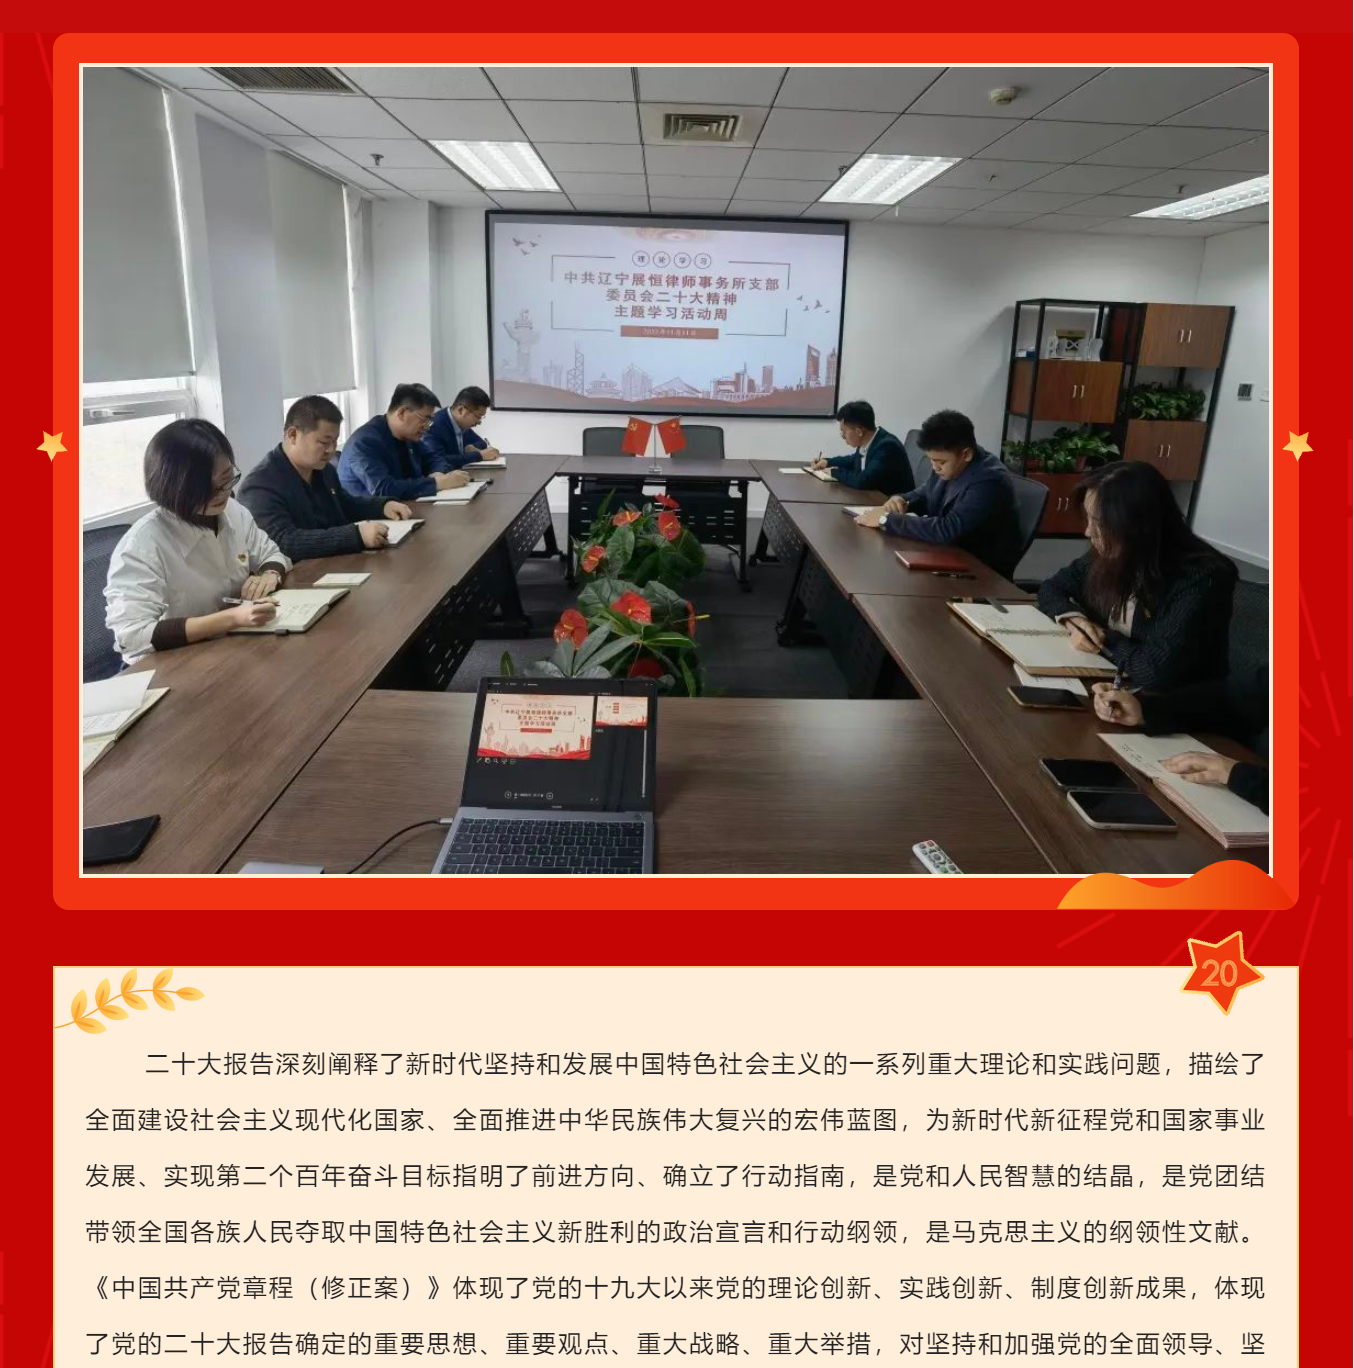 理论学习
中共辽宁展恒律师事务所支部
委员会二十大精神
主题学习活动周
20
二十大报告深刻阐释了新时代坚持和发展中国特色社会主义的一系列重大理论和实践问题，描绘了
全面建设社会主义现代化国家、全面推进中华民族伟大复兴的宏伟蓝图，为新时代新征程党和国家事业
发展、实现第二个百年奋斗目标指明了前进方向、确立了行动指南，是党和人民智慧的结晶，是党团结
带领全国各族人民夺取中国特色社会主义新胜利的政治宣言和行动纲领，是马克思主义的纲领性文献。
《中国共产党章程（修正案）》体现了党的十九大以来党的理论创新、实践创新、制度创新成果，体现
了党的二十大报告确定的重要思想、重要观点、重大战略、重大举措，对坚持和加强党的全面领导、坚